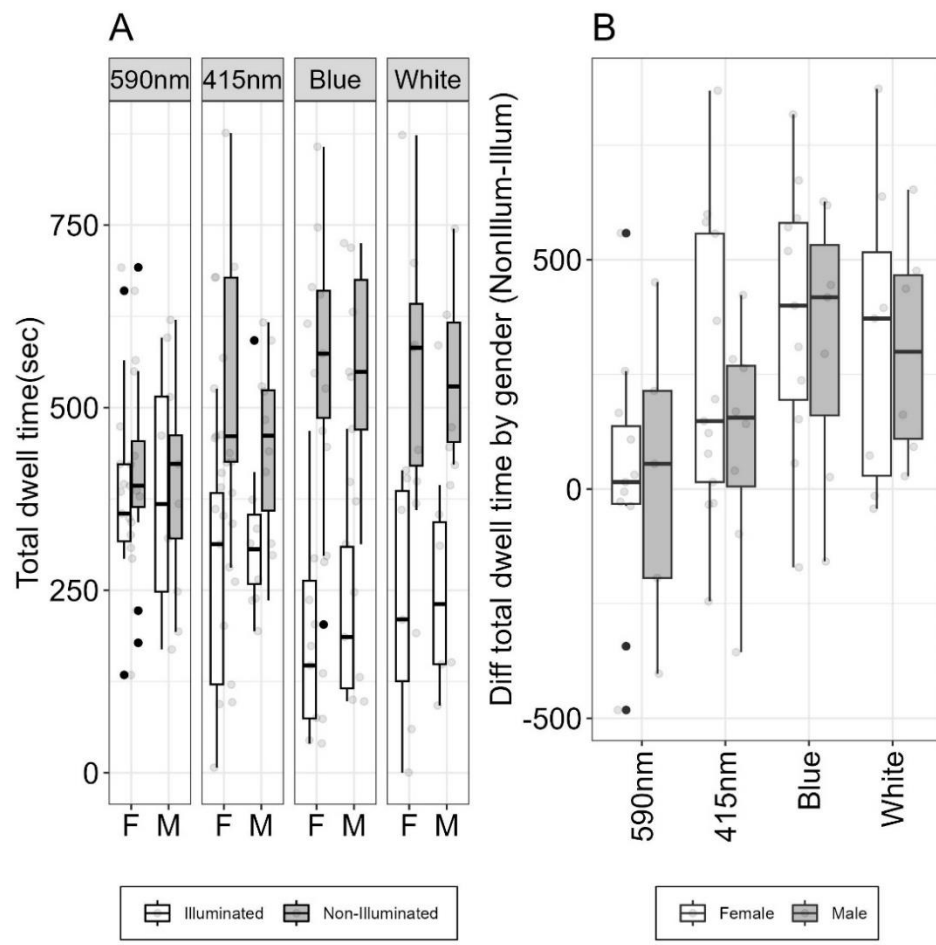 A
590nm 415nm Blue White
Total dwell time(sec)
750
500
250
0
F M F M F M F M
Illuminated Non-Illuminated
B
Diff total dwell time by gender (NonIllum-Illum)
500
0
-500
590nm
415nm
Blue
White
Female Male